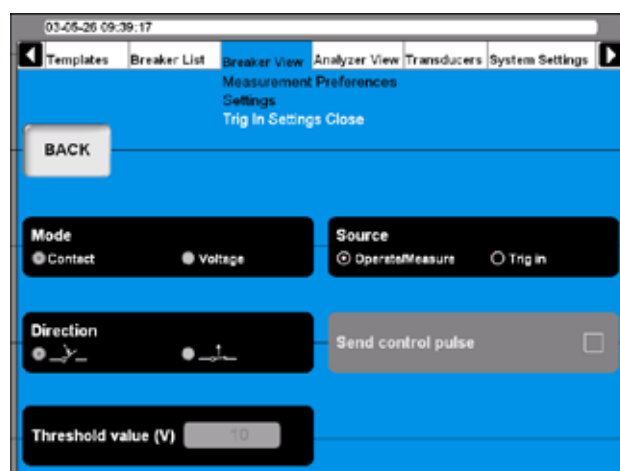 03-05-26 09:39:17
Templates Breaker List Breaker View Analyzer View Transducers System Settings
Measurement Preferences
Settings
Trig In Settings Close
BACK
Mode
Contact Voltage
Source
Operate/Measure Trig in
Direction
Send control pulse
Threshold value (V) 10